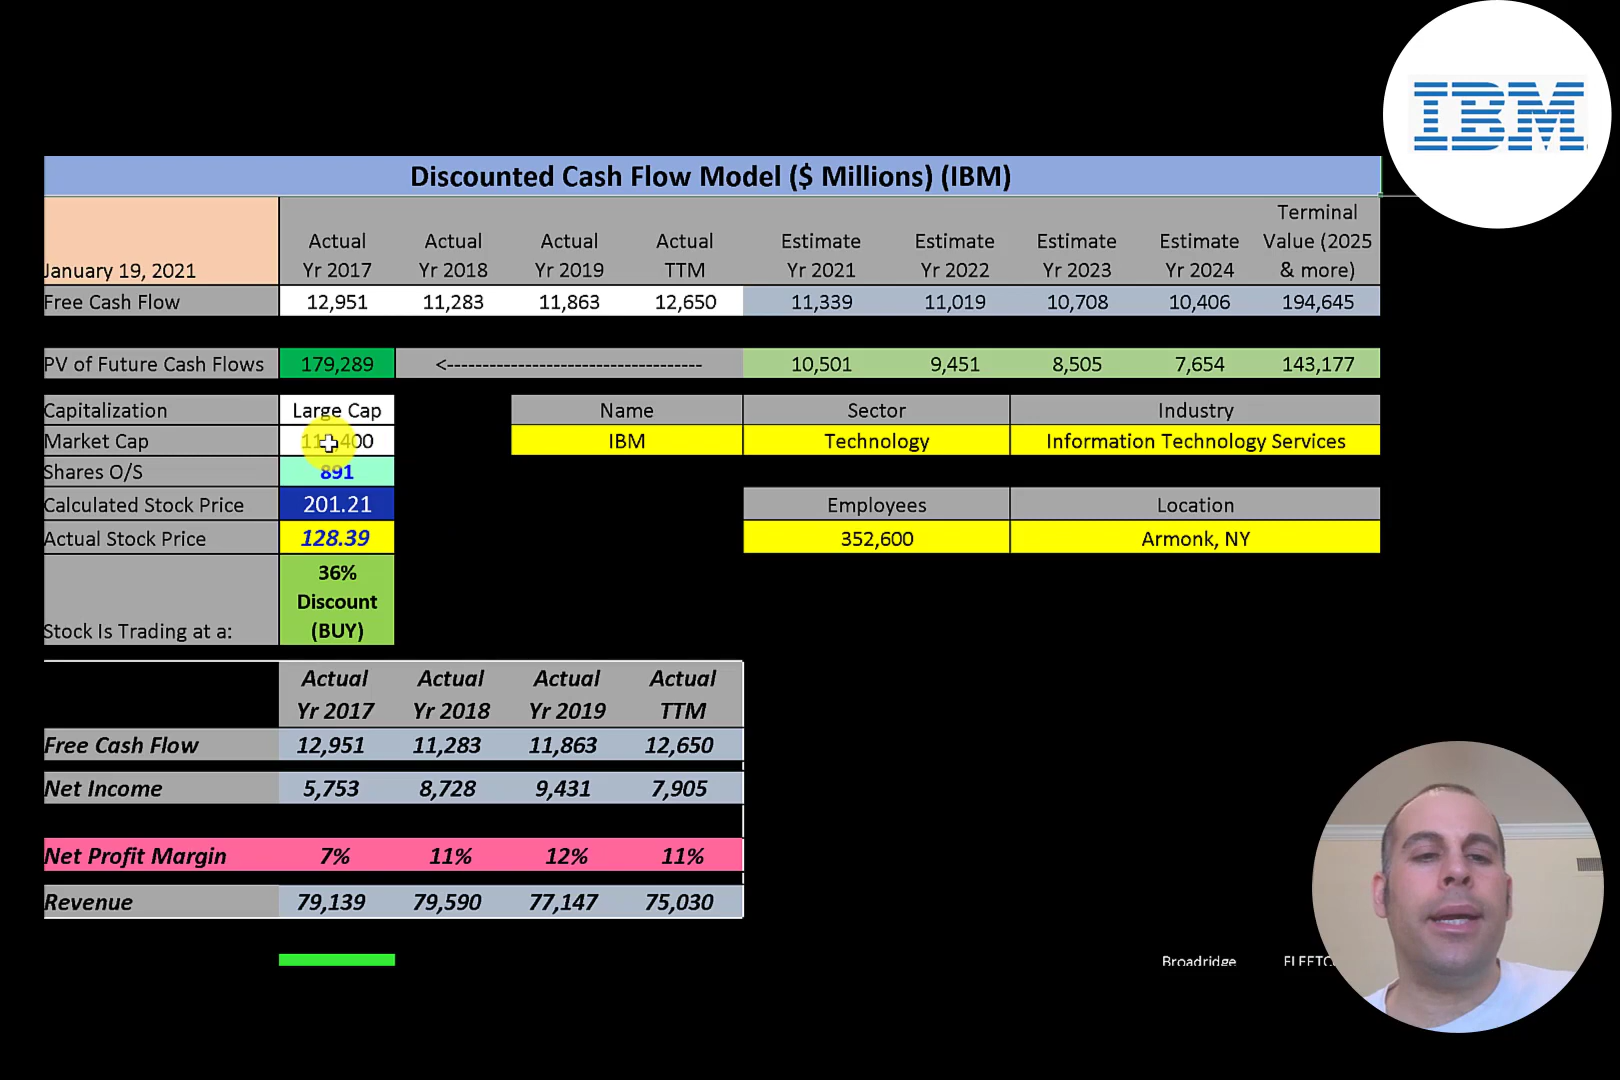 IBM
Discounted Cash Flow Model ($ Millions) (IBM)
January 19, 2021 Actual Yr 2017 Actual Yr 2018 Actual Yr 2019 Actual TTM Estimate Yr 2021 Estimate Yr 2022 Estimate Yr 2023 Estimate Yr 2024 Terminal Value (2025 & more)
Free Cash Flow 12,951 11,283 11,863 12,650 11,339 11,019 10,708 10,406 194,645
PV of Future Cash Flows 179,289 <----------------------------------- 10,501 9,451 8,505 7,654 143,177
Capitalization Large Cap Name Sector Industry
Market Cap IBM Technology Information Technology Services
Shares O/S 891
Calculated Stock Price 201.21 Employees Location
Actual Stock Price 128.39 352,600 Armonk, NY
Stock Is Trading at a: 36% Discount (BUY)
Actual Yr 2017 Actual Yr 2018 Actual Yr 2019 Actual TTM
Free Cash Flow 12,951 11,283 11,863 12,650
Net Income 5,753 8,728 9,431 7,905
Net Profit Margin 7% 11% 12% 11%
Revenue 79,139 79,590 77,147 75,030
Broadridge